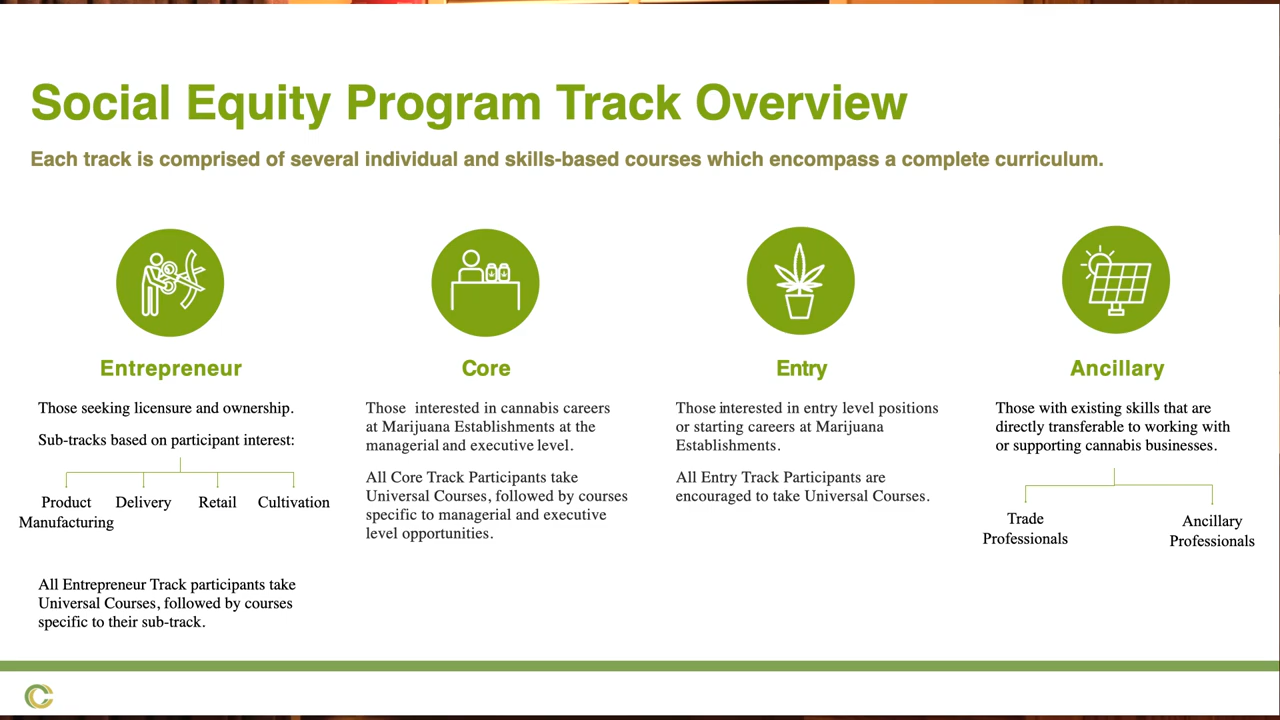 Social Equity Program Track Overview
Each track is comprised of several individual and skills-based courses which encompass a complete curriculum.
Entrepreneur
Those seeking licensure and ownership.
Sub-tracks based on participant interest:
Product
Manufacturing
Delivery
Retail
Cultivation
All Entrepreneur Track participants take
Universal Courses, followed by courses
specific to their sub-track.
Core
Those interested in cannabis careers
at Marijuana Establishments at the
managerial and executive level.
All Core Track Participants take
Universal Courses, followed by courses
specific to managerial and executive
level opportunities.
Entry
Those interested in entry level positions
or starting careers at Marijuana
Establishments.
All Entry Track Participants are
encouraged to take Universal Courses.
Ancillary
Those with existing skills that are
directly transferable to working with
or supporting cannabis businesses.
Trade
Professionals
Ancillary
Professionals